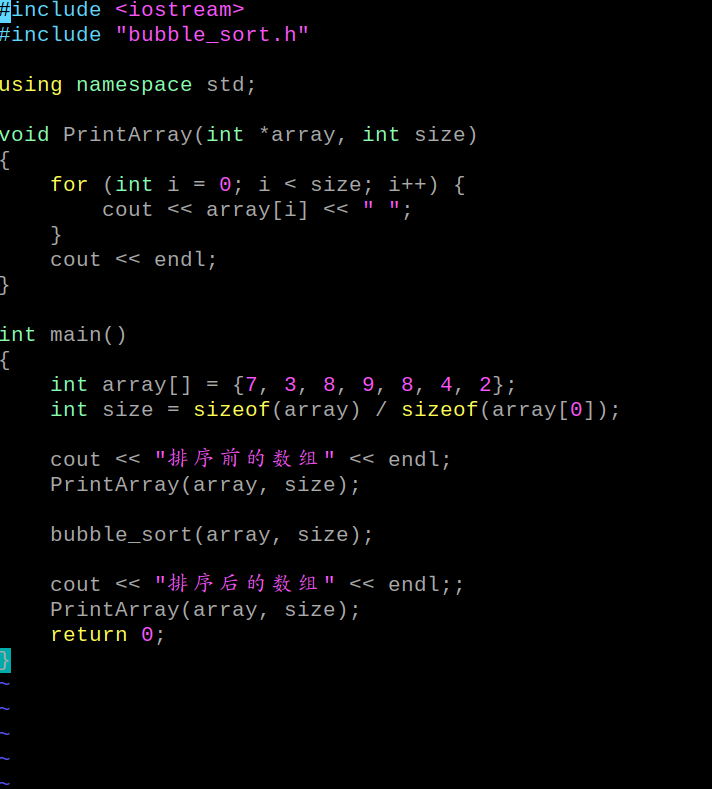 #include <iostream>
#include "bubble_sort.h"

using namespace std;

void PrintArray(int *array, int size)
{
    for (int i = 0; i < size; i++) {
        cout << array[i] << " ";
    }
    cout << endl;
}

int main()
{
    int array[] = {7, 3, 8, 9, 8, 4, 2};
    int size = sizeof(array) / sizeof(array[0]);

    cout << "排序前的数组" << endl;
    PrintArray(array, size);

    bubble_sort(array, size);

    cout << "排序后的数组" << endl;;
    PrintArray(array, size);
    return 0;
}
~
~
~
~
~